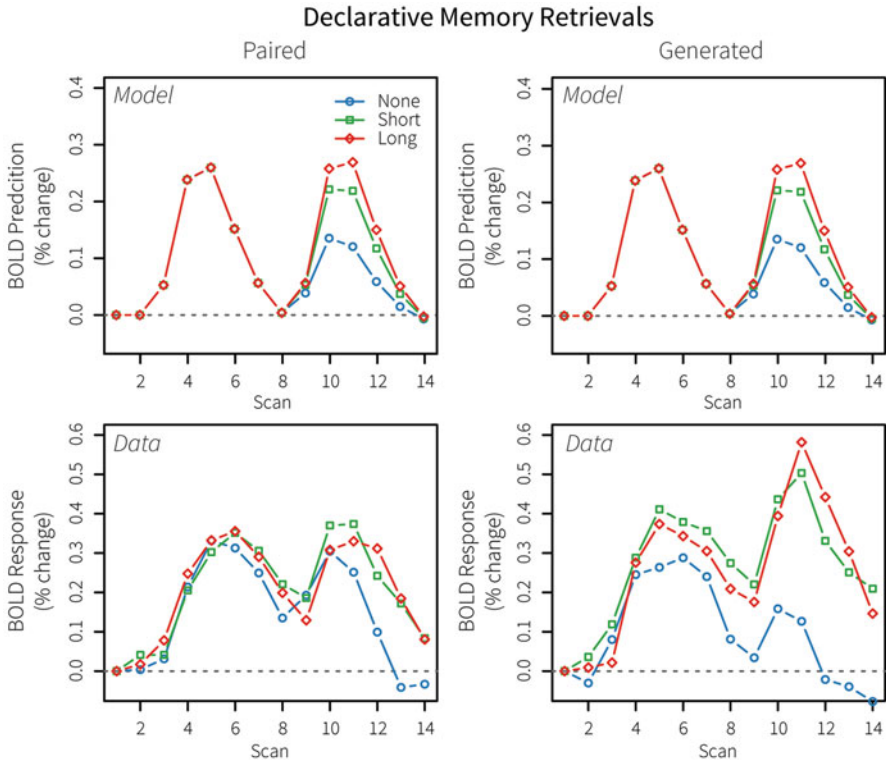 Declarative Memory Retrievals
Paired
Generated
Model
None
Short
Long
BOLD Predcition
(% change)
0.0 0.1 0.2 0.3 0.4
2 4 6 8 10 12 14
Scan
Model
BOLD Prediction
(% change)
0.0 0.1 0.2 0.3 0.4
2 4 6 8 10 12 14
Scan
Data
BOLD Response
(% change)
0.0 0.1 0.2 0.3 0.4 0.5 0.6
2 4 6 8 10 12 14
Scan
Data
BOLD Response
(% change)
0.0 0.1 0.2 0.3 0.4 0.5 0.6
2 4 6 8 10 12 14
Scan